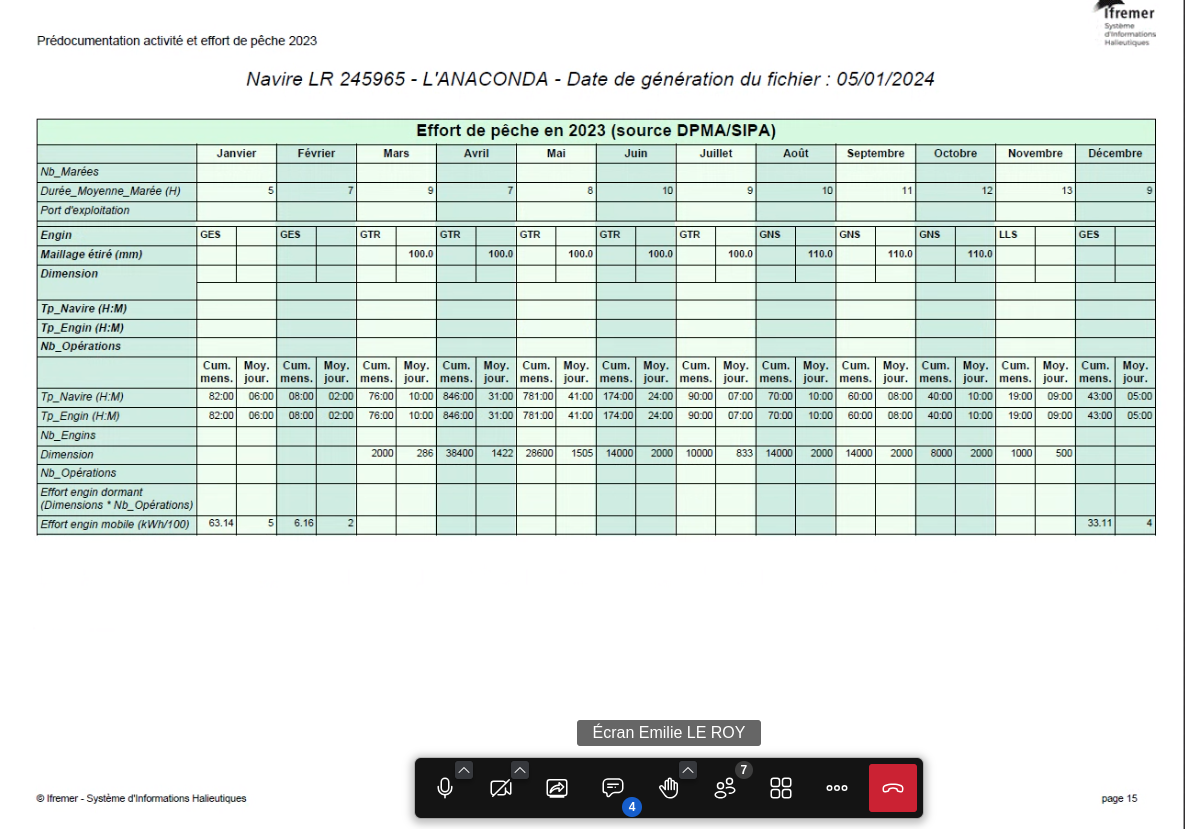 Ifremer
Système
d'Informations
Halieutiques
Prédocumentation activité et effort de pêche 2023
Navire LR 245965 - L'ANACONDA - Date de génération du fichier : 05/01/2024
Effort de pêche en 2023 (source DPMA/SIPA)
Janvier Février Mars Avril Mai Juin Juillet Août Septembre Octobre Novembre Décembre
Nb_Marées
Durée_Moyenne_Marée (H) 5 7 9 7 8 10 9 10 11 12 13 9
Port d'exploitation
Engin GES GES GTR GTR GTR GTR GTR GNS GNS GNS LLS GES
Maillage étiré (mm) 100.0 100.0 100.0 100.0 100.0 110.0 110.0 110.0
Dimension
Tp_Navire (H:M)
Tp_Engin (H:M)
Nb_Opérations
Cum. Moy. Cum. Moy. Cum. Moy. Cum. Moy. Cum. Moy. Cum. Moy. Cum. Moy. Cum. Moy. Cum. Moy. Cum. Moy. Cum. Moy. Cum. Moy.
mens. jour. mens. jour. mens. jour. mens. jour. mens. jour. mens. jour. mens. jour. mens. jour. mens. jour. mens. jour. mens. jour. mens. jour.
Tp_Navire (H:M) 82:00 06:00 08:00 02:00 76:00 10:00 846:00 31:00 781:00 41:00 174:00 24:00 90:00 07:00 70:00 10:00 60:00 08:00 40:00 10:00 19:00 09:00 43:00 05:00
Tp_Engin (H:M) 82:00 06:00 08:00 02:00 76:00 10:00 846:00 31:00 781:00 41:00 174:00 24:00 90:00 07:00 70:00 10:00 60:00 08:00 40:00 10:00 19:00 09:00 43:00 05:00
Nb_Engins
Dimension 2000 286 38400 1422 28600 1505 14000 2000 10000 833 14000 2000 14000 2000 8000 2000 1000 500
Nb_Opérations
Effort engin dormant
(Dimensions * Nb_Opérations)
Effort engin mobile (kWh/100) 63.14 5 6.16 2 33.11 4
Écran Emilie LE ROY
7
4
© Ifremer - Système d'Informations Halieutiques
page 15